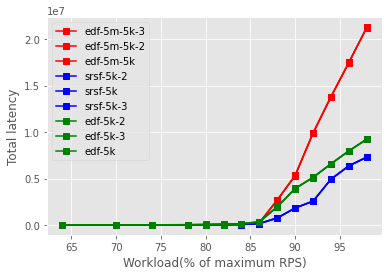 1e7
edf-5m-5k-3
edf-5m-5k-2
edf-5m-5k
srsf-5k-2
srsf-5k
srsf-5k-3
edf-5k-2
edf-5k-3
edf-5k
Total latency
2.0
1.5
1.0
0.5
0.0
65 70 75 80 85 90 95
Workload(% of maximum RPS)